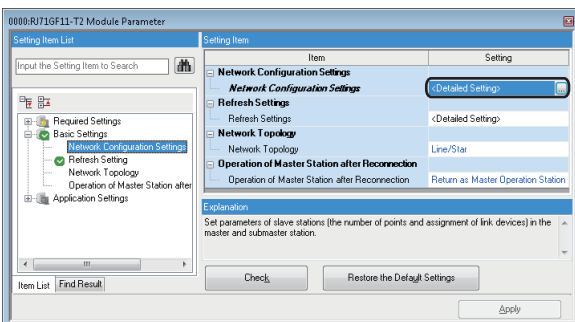 0000:RJ71GF11-T2 Module Parameter
Setting Item List
Input the Setting Item to Search
Required Settings
Basic Settings
Network Configuration Settings
Refresh Setting
Network Topology
Operation of Master Station after
Application Settings
Item List
Find Result
Setting Item
Item Setting
Network Configuration Settings
Network Configuration Settings <Detailed Setting>
Refresh Settings
Refresh Settings <Detailed Setting>
Network Topology
Network Topology Line/Star
Operation of Master Station after Reconnection
Operation of Master Station after Reconnection Return as Master Operation Station
Explanation
Set parameters of slave stations (the number of points and assignment of link devices) in the
master and submaster station.
Check
Restore the Default Settings
Apply